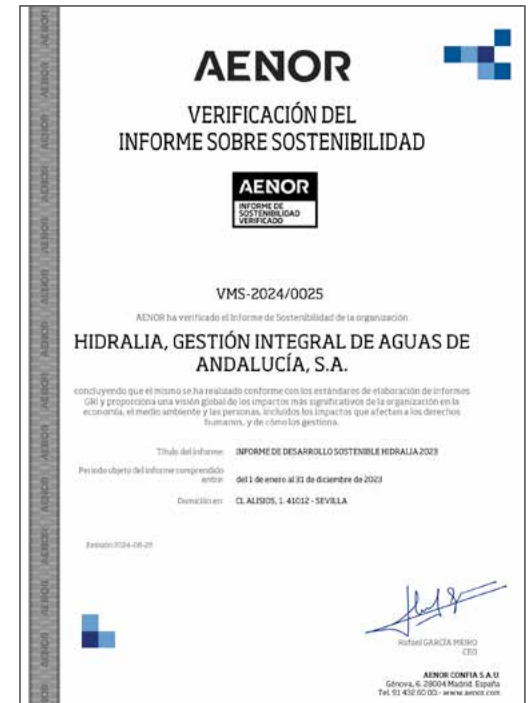 AENOR
VERIFICACIÓN DEL
INFORME SOBRE SOSTENIBILIDAD
AENOR
INFORME DE
SOSTENIBILIDAD
VERIFICADO
VMS-2024/0025
AENOR ha verificado el Informe de Sostenibilidad de la organización
HIDRALIA, GESTIÓN INTEGRAL DE AGUAS DE
ANDALUCÍA, S.A.
concluyendo que el mismo se ha realizado conforme con los estándares de elaboración de informes
GRI y proporciona una visión global de los impactos más significativos de la organización en la
economía, el medio ambiente y las personas, incluidos los impactos que afectan a los derechos
humanos, y de cómo los gestiona.
Título del informe: INFORME DE DESARROLLO SOSTENIBLE HIDRALIA 2023
Periodo objeto del informe comprendido
entre: del 1 de enero al 31 de diciembre de 2023
Domicilio en: CL ALISIOS, 1. 41012 - SEVILLA
Rafael GARCÍA MEIRO
CEO
AENOR CONFÍA S.A.U.
Génova, 6. 28004 Madrid. España
Tel. 91 432 60 00.- www.aenor.com